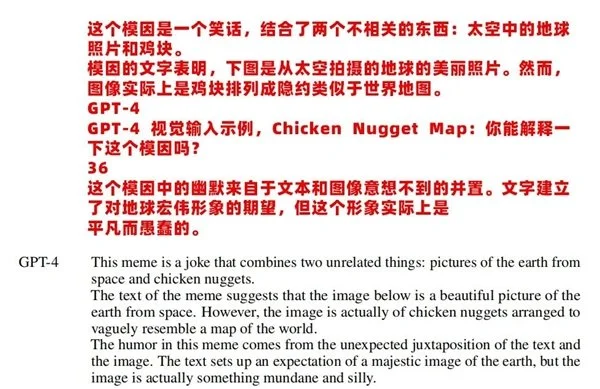 这个模因是一个笑话，结合了两个不相关的东西：太空中的地球
照片和鸡块。
模因的文字表明，下图是从太空拍摄的地球的美丽照片。然而，
图像实际上是鸡块排列成隐约类似于世界地图。
GPT-4
GPT-4 视觉输入示例，Chicken Nugget Map：你能解释一
下这个模因吗？
36
这个模因中的幽默来自于文本和图像意想不到的并置。文字建立
了对地球宏伟形象的期望，但这个形象实际上是
平凡而愚蠢的。
GPT-4 This meme is a joke that combines two unrelated things: pictures of the earth from
space and chicken nuggets.
The text of the meme suggests that the image below is a beautiful picture of the
earth from space. However, the image is actually of chicken nuggets arranged to
vaguely resemble a map of the world.
The humor in this meme comes from the unexpected juxtaposition of the text and
the image. The text sets up an expectation of a majestic image of the earth, but the
image is actually something mundane and silly.